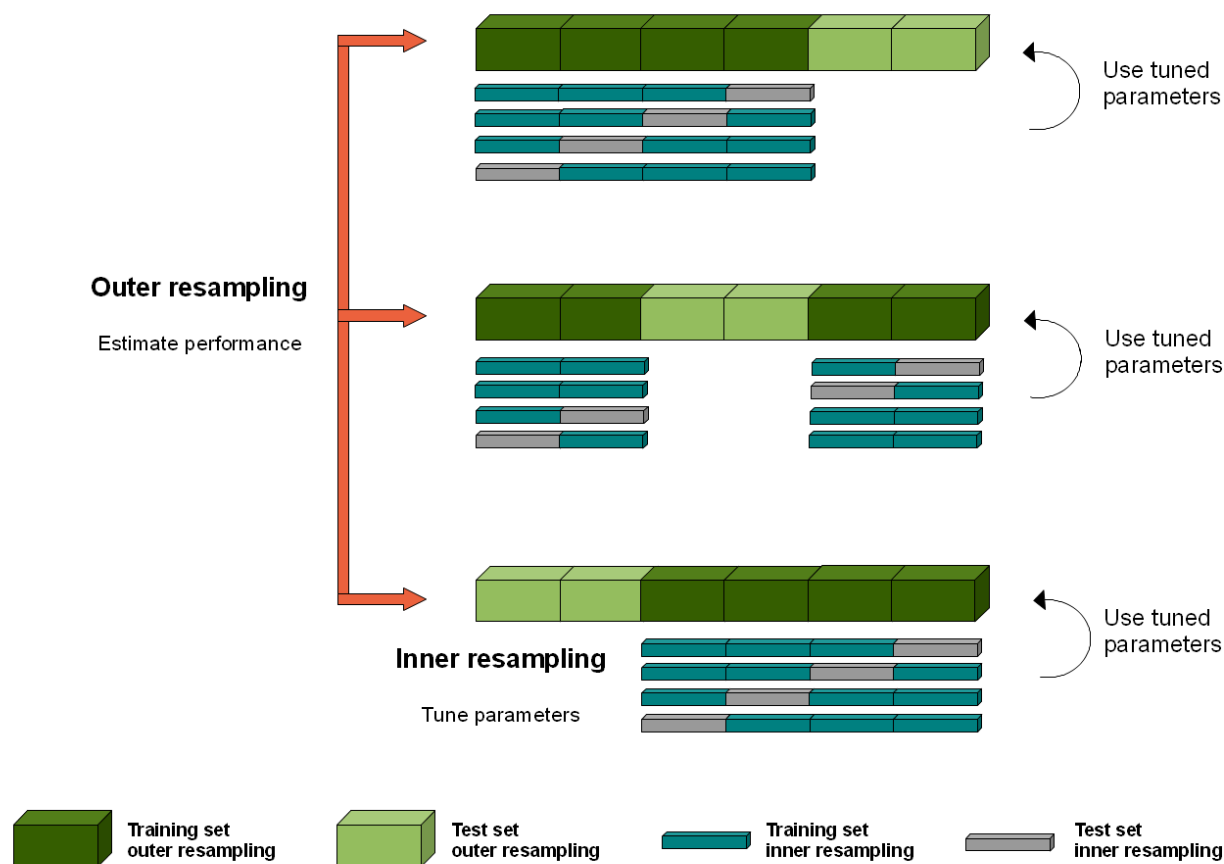 Use tuned
parameters
Outer resampling
Estimate performance
Use tuned
parameters
Inner resampling
Tune parameters
Use tuned
parameters
Training set
outer resampling
Test set
outer resampling
Training set
inner resampling
Test set
inner resampling